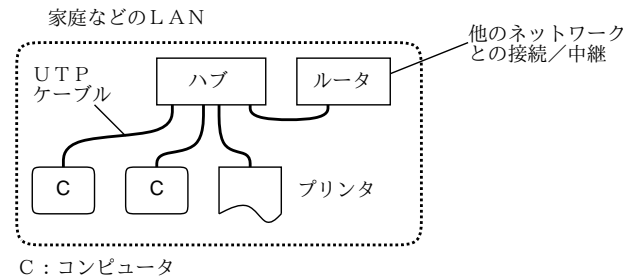 家庭などのＬＡＮ
他のネットワーク
との接続／中継
ＵＴＰ
ケーブル
ハブ
ルータ
C
C
プリンタ
Ｃ：コンピュータ